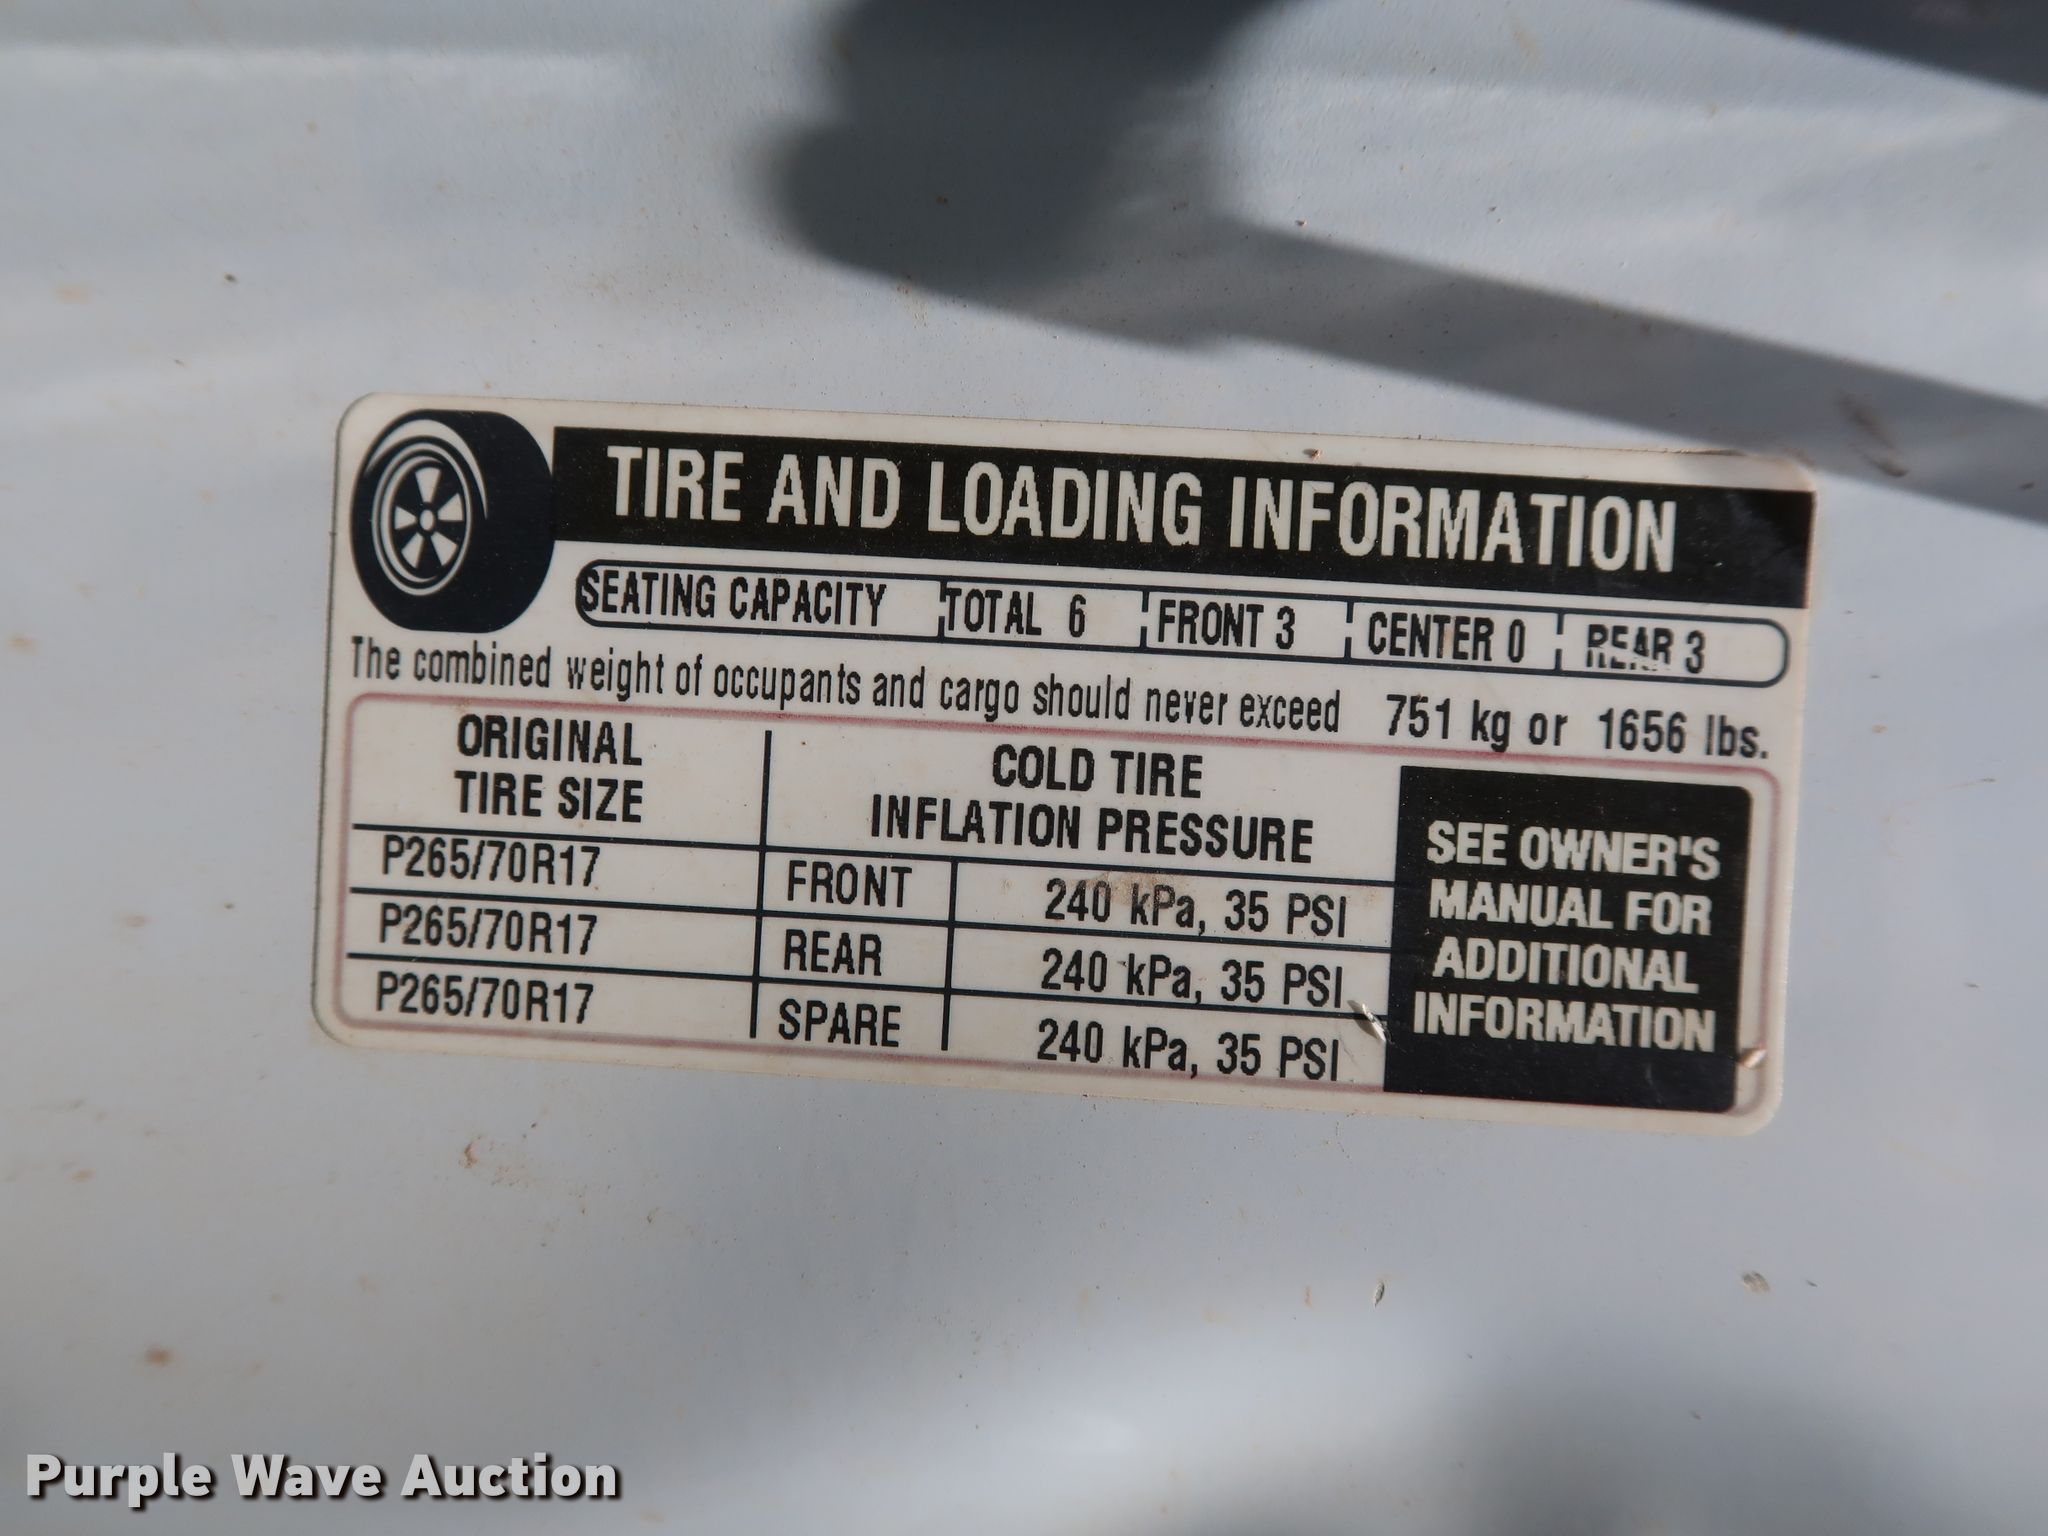 TIRE AND LOADING INFORMATION
SEATING CAPACITY TOTAL 6 FRONT 3 CENTER 0 REAR 3
The combined weight of occupants and cargo should never exceed 751 kg or 1656 lbs.
ORIGINAL
TIRE SIZE
COLD TIRE
INFLATION PRESSURE
P265/70R17 FRONT 240 kPa, 35 PSI
P265/70R17 REAR 240 kPa, 35 PSI
P265/70R17 SPARE 240 kPa, 35 PSI
SEE OWNER'S
MANUAL FOR
ADDITIONAL
INFORMATION
Purple Wave Auction